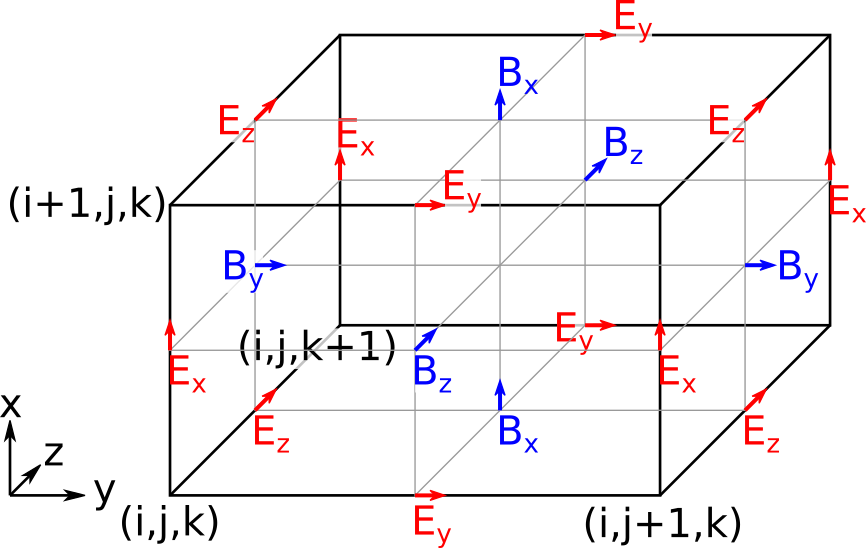 E_y
B_x
E_z
E_z
E_x
B_z
E_y
(i+1,j,k)
E_x
B_y
B_y
E_y
(i,j,k+1)
E_x
B_z
E_x
x
E_z
B_x
E_z
z
y
(i,j,k)
E_y
(i,j+1,k)